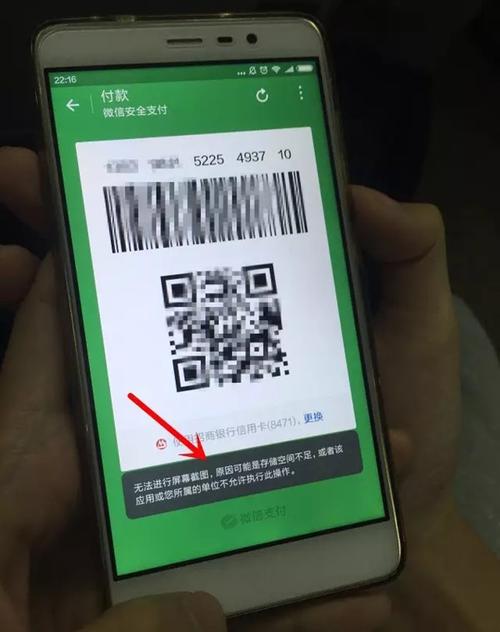 22:16
付款
微信安全支付
5225 4937 10
使用招商银行信用卡(8471), 更换
无法进行屏幕截图,原因可能是存储空间不足,或者该
应用或您所属的单位不允许执行此操作。
微信支付